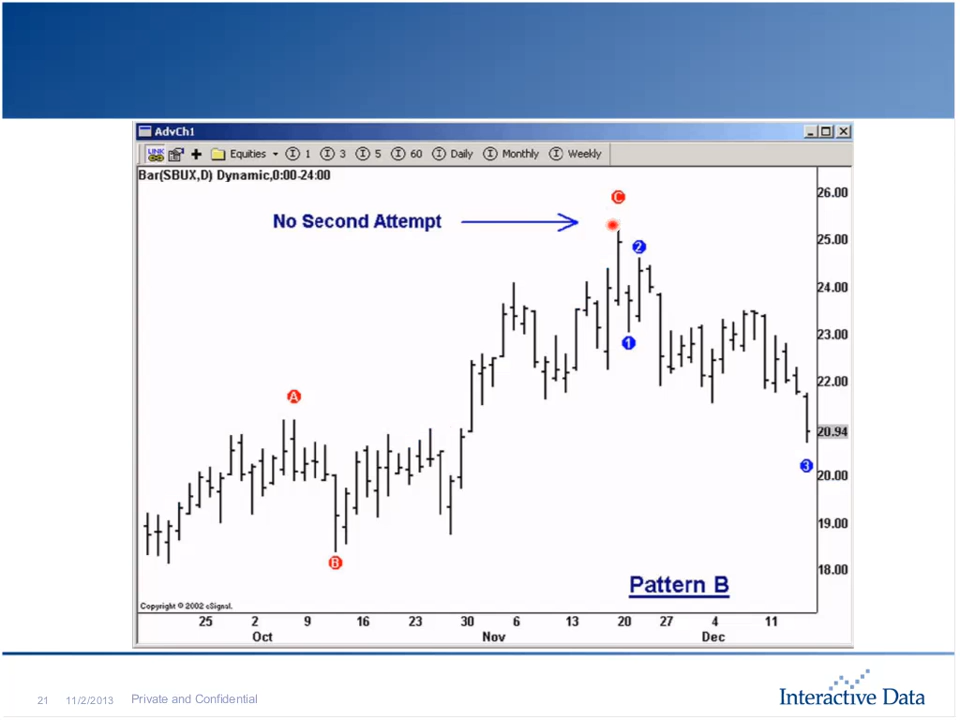 AdvCh1
LINK Equities 1 3 5 60 Daily Monthly Weekly
Bar(SBUX,D) Dynamic,0:00-24:00
26.00
C
No Second Attempt
25.00
2
24.00
23.00
1
22.00
A
20.94
3
20.00
19.00
B
18.00
Pattern B
Copyright © 2002 eSignal.
25 2 9 16 23 30 6 13 20 27 4 11
Oct Nov Dec
21 11/2/2013 Private and Confidential
Interactive Data